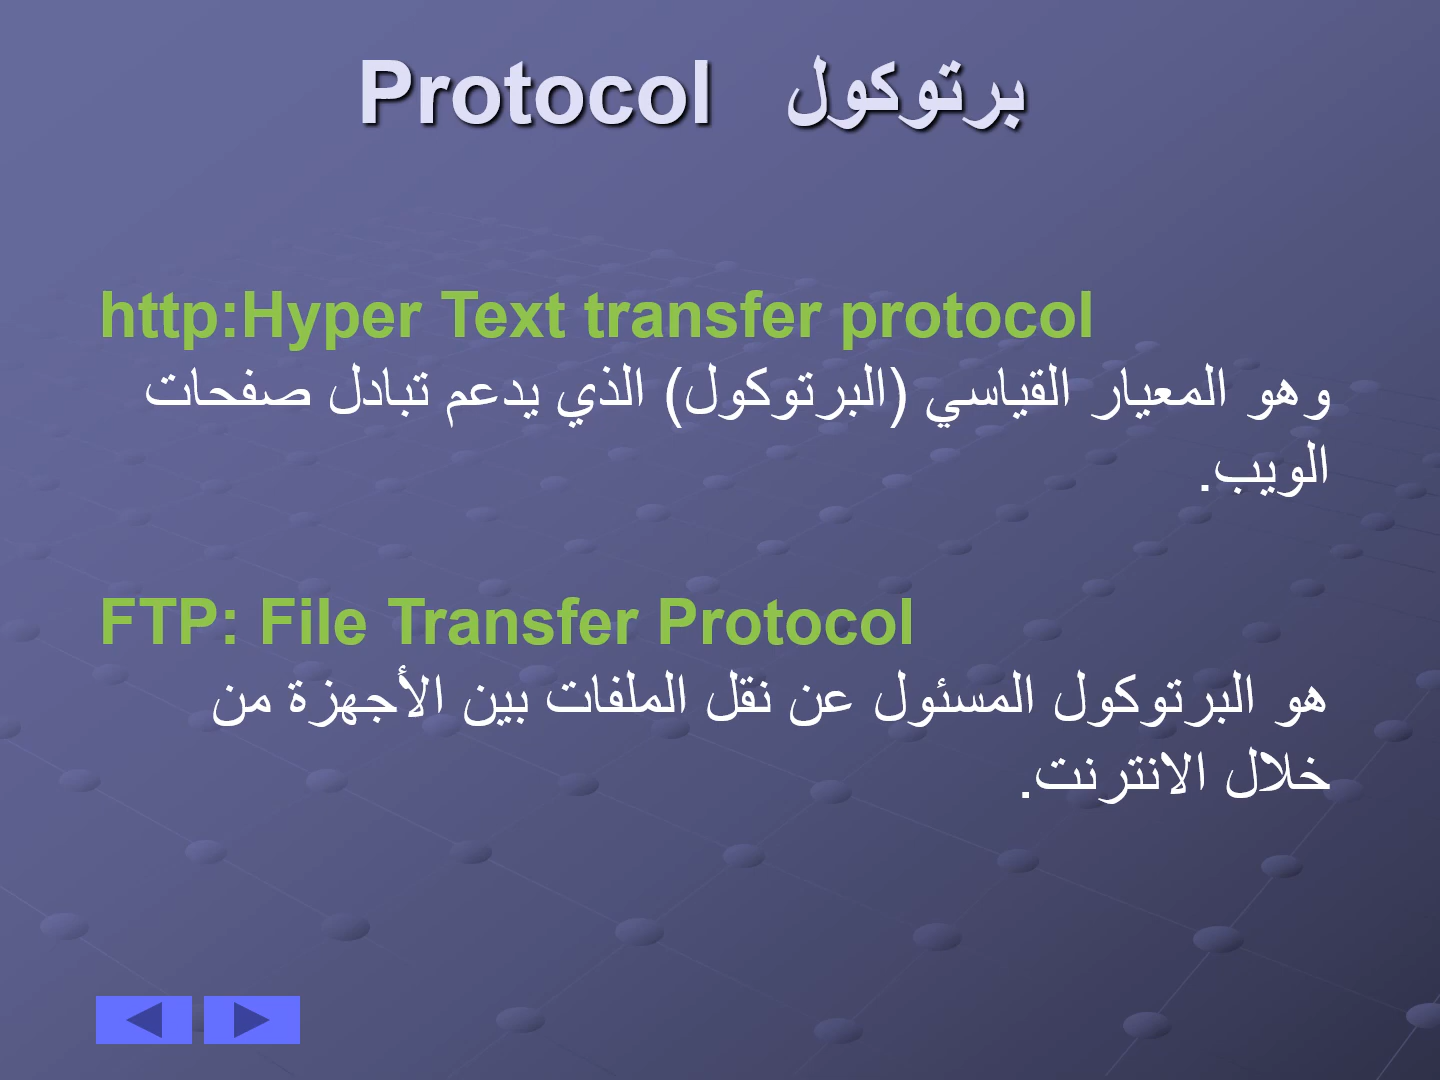 برتوكول   Protocol
http:Hyper Text transfer protocol
وهو المعيار القياسي (البرتوكول) الذي يدعم تبادل صفحات
الويب.
FTP: File Transfer Protocol
هو البرتوكول المسئول عن نقل الملفات بين الأجهزة من
خلال الانترنت.